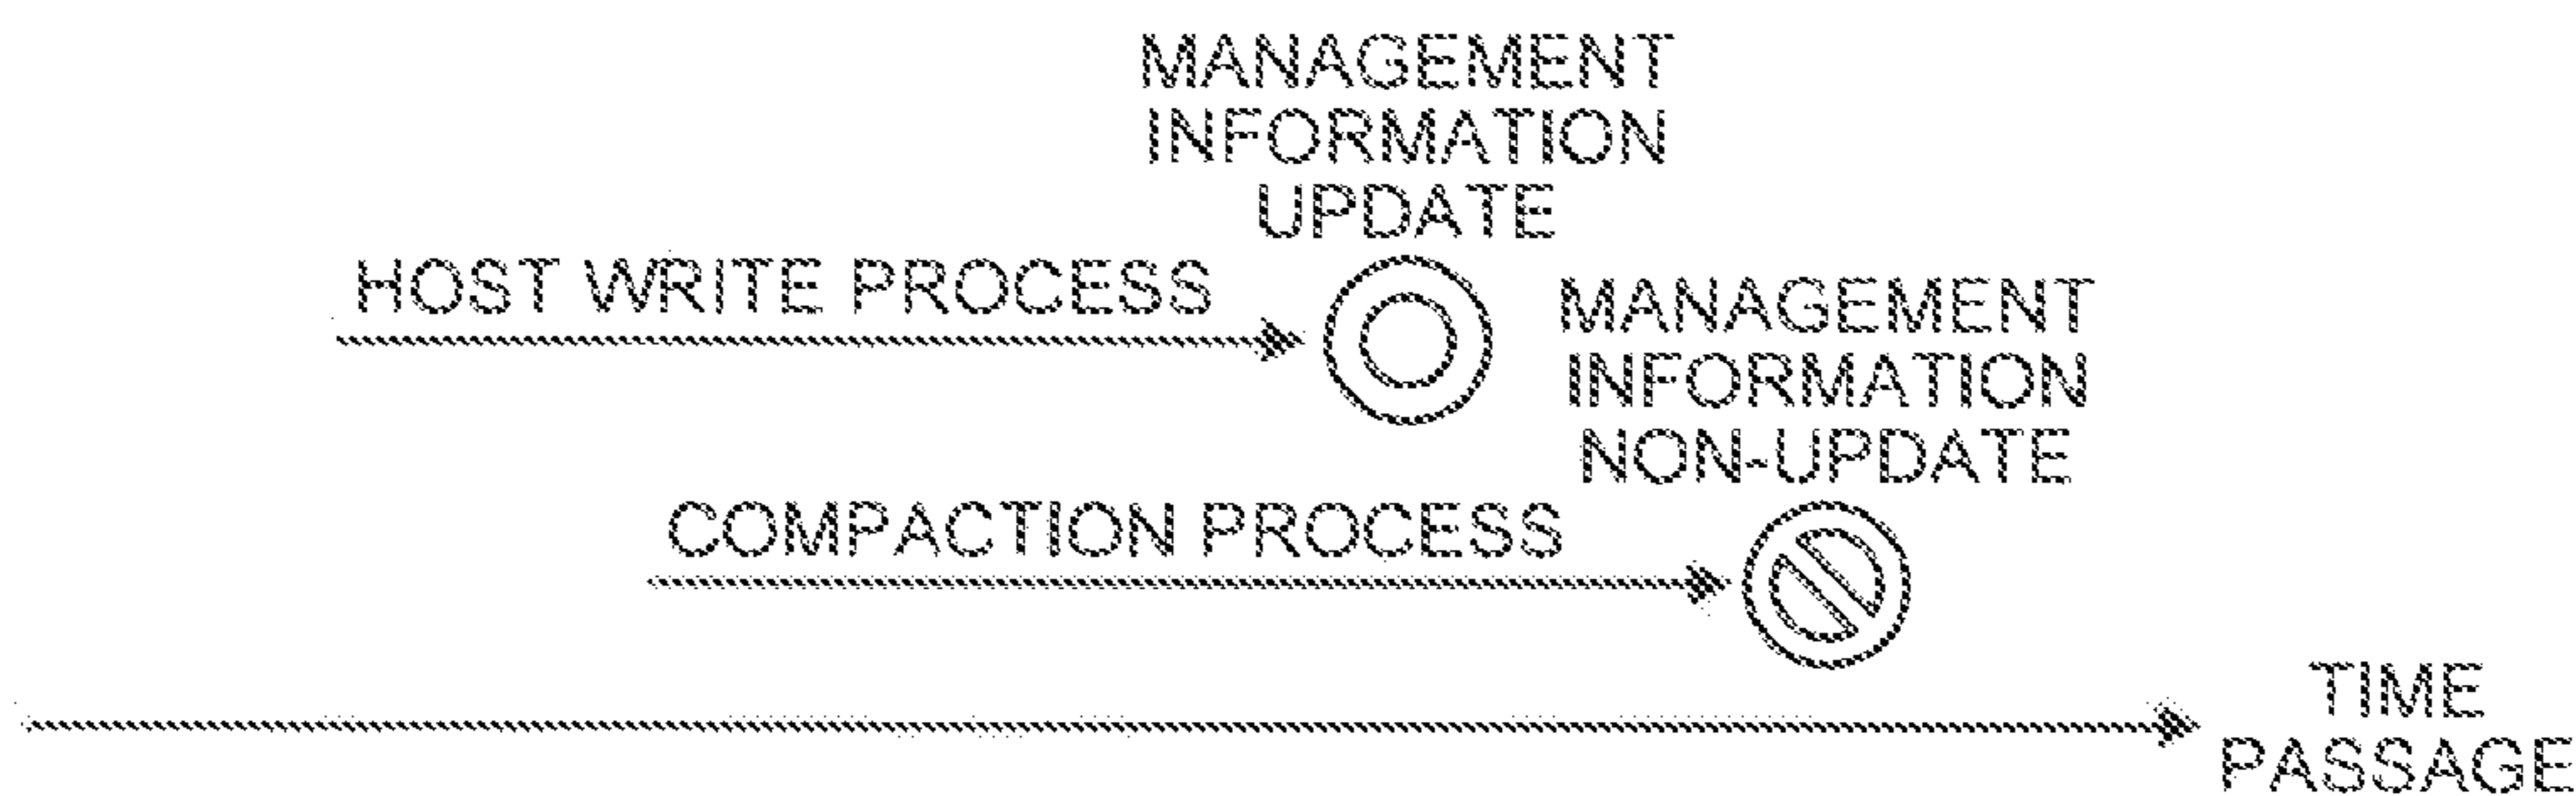 MANAGEMENT
INFORMATION
UPDATE
HOST WRITE PROCESS
MANAGEMENT
INFORMATION
NON-UPDATE
COMPACTION PROCESS
TIME
PASSAGE